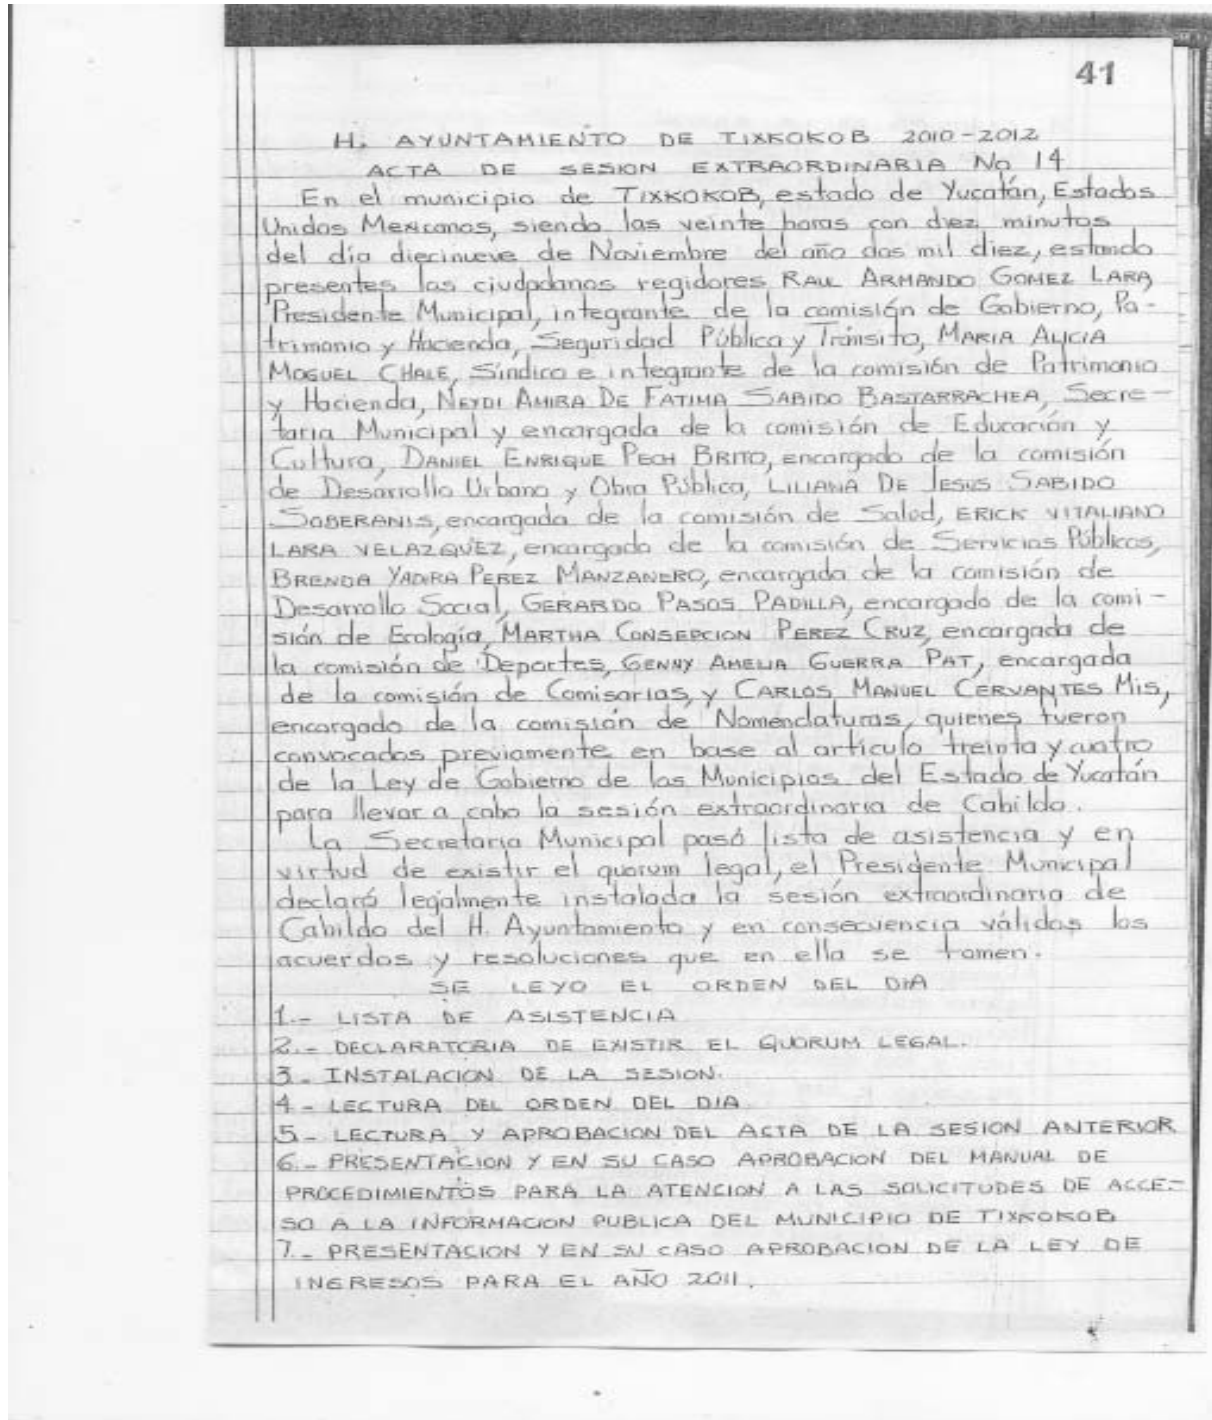 41
H. AYUNTAMIENTO DE TIXKOKOB 2010-2012
ACTA DE SESION EXTRAORDINARIA No 14
En el municipio de TIXKOKOB, estado de Yucatán, Estados
Unidos Mexicanos, siendo las veinte horas con diez minutos
del día diecinueve de Noviembre del año dos mil diez, estando
presentes los ciudadanos regidores RAUL ARMANDO GOMEZ LARA,
Presidente Municipal, integrante de la comisión de Gobierno, Pa-
trimonio y Hacienda, Seguridad Pública y Tránsito, MARIA ALICIA
MOGUEL CHALE, Síndico e integrante de la comisión de Patrimonio
y Hacienda, NEYDI AMIRA DE FATIMA SABIDO BASTARRACHEA, Secre-
taria Municipal y encargada de la comisión de Educación y
Cultura, DANIEL ENRIQUE PECH BRITO, encargado de la comisión
de Desarrollo Urbano y Obra Pública, LILIANA DE JESUS SABIDO
SOBERANIS, encargada de la comisión de Salud, ERICK VITALIANO
LARA VELAZQUEZ, encargado de la comisión de Servicios Públicos,
BRENDA YADIRA PEREZ MANZANERO, encargada de la comisión de
Desarrollo Social, GERARDO PASOS PADILLA, encargado de la comi-
sión de Ecología, MARTHA CONSEPCION PEREZ CRUZ, encargada de
la comisión de Deportes, GENNY AMELIA GUERRA PAT, encargada
de la comisión de Comisarias, y CARLOS MANUEL CERVANTES Mis,
encargado de la comisión de Nomenclaturas, quienes fueron
convocados previamente en base al artículo treinta y cuatro
de la Ley de Gobierno de los Municipios del Estado de Yucatán
para llevar a cabo la sesión extraordinaria de Cabildo.
La Secretaria Municipal pasó lista de asistencia y en
virtud de existir el quorum legal, el Presidente Municipal
declaró legalmente instalada la sesión extraordinaria de
Cabildo del H. Ayuntamiento y en consecuencia válidos los
acuerdos y resoluciones que en ella se tomen.
SE LEYO EL ORDEN DEL DIA
1.- LISTA DE ASISTENCIA
2.- DECLARATORIA DE EXISTIR EL QUORUM LEGAL.
3.- INSTALACION DE LA SESION.
4.- LECTURA DEL ORDEN DEL DIA
5.- LECTURA Y APROBACION DEL ACTA DE LA SESION ANTERIOR
6.- PRESENTACION Y EN SU CASO APROBACION DEL MANUAL DE
PROCEDIMIENTOS PARA LA ATENCION A LAS SOLICITUDES DE ACCE-
SO A LA INFORMACION PUBLICA DEL MUNICIPIO DE TIXKOKOB
7.- PRESENTACION Y EN SU CASO APROBACION DE LA LEY DE
INGRESOS PARA EL AÑO 2011.